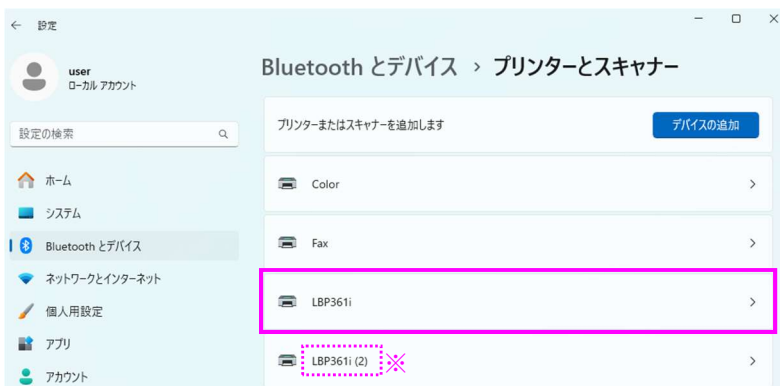 ← 設定
user
ローカル アカウント
設定の検索
ホーム
システム
Bluetooth とデバイス
ネットワークとインターネット
個人用設定
アプリ
アカウント
Bluetooth とデバイス › プリンターとスキャナー
プリンターまたはスキャナーを追加します
デバイスの追加
Color
Fax
LBP361i
LBP361i (2) ※